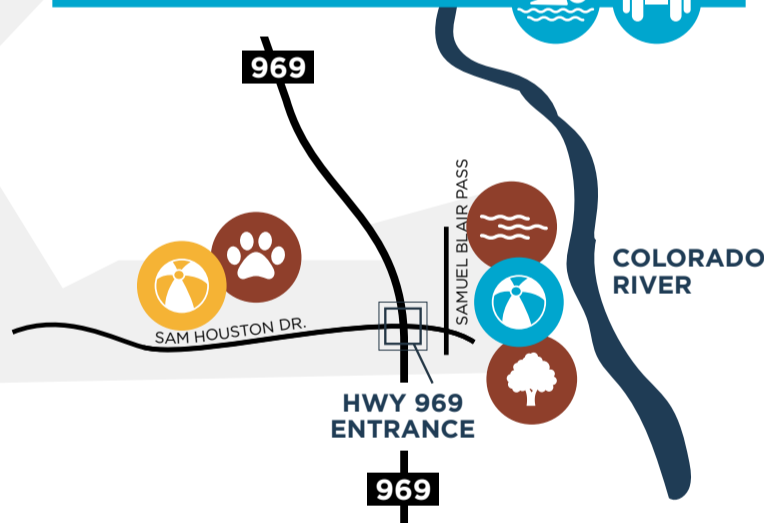 969
SAMUEL BLAIR PASS
COLORADO
RIVER
SAM HOUSTON DR.
HWY 969
ENTRANCE
969